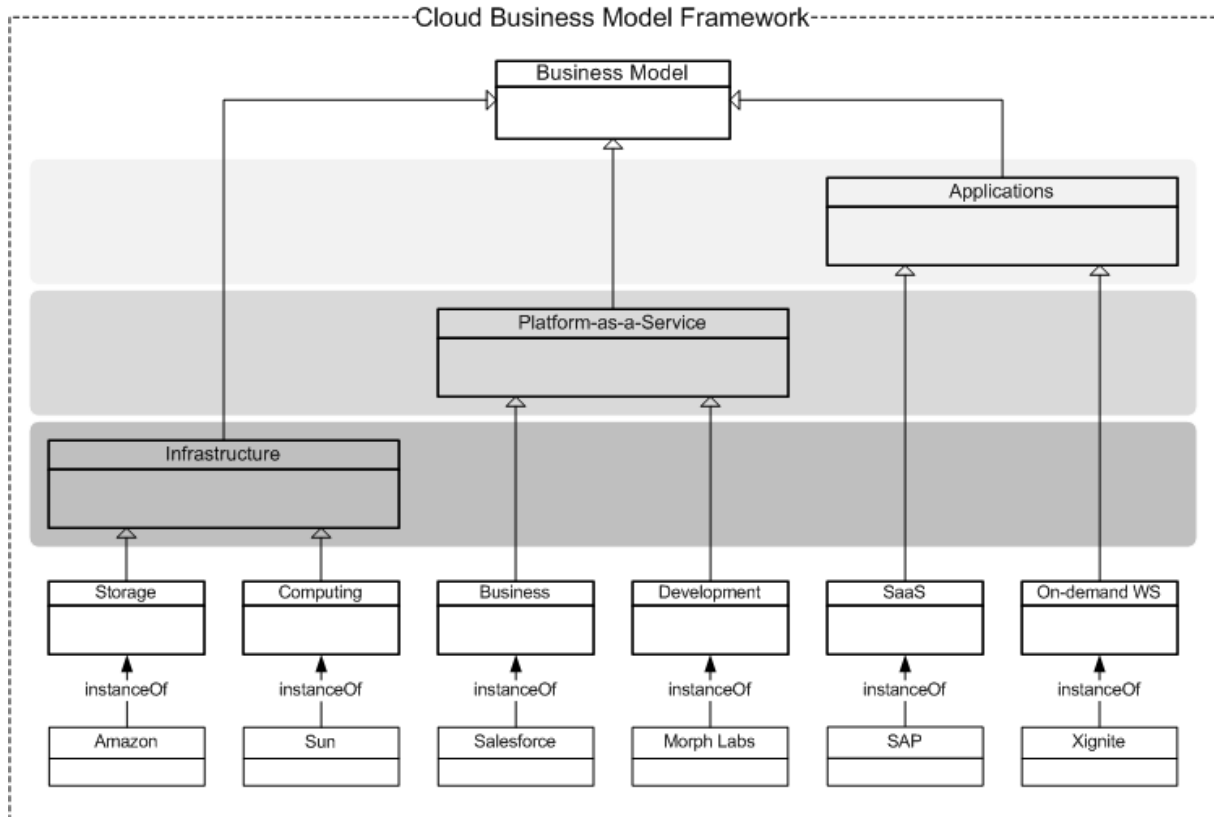 Cloud Business Model Framework
Business Model
Applications
Platform-as-a-Service
Infrastructure
Storage
Computing
Business
Development
SaaS
On-demand WS
instanceOf
instanceOf
instanceOf
instanceOf
instanceOf
instanceOf
Amazon
Sun
Salesforce
Morph Labs
SAP
Xignite